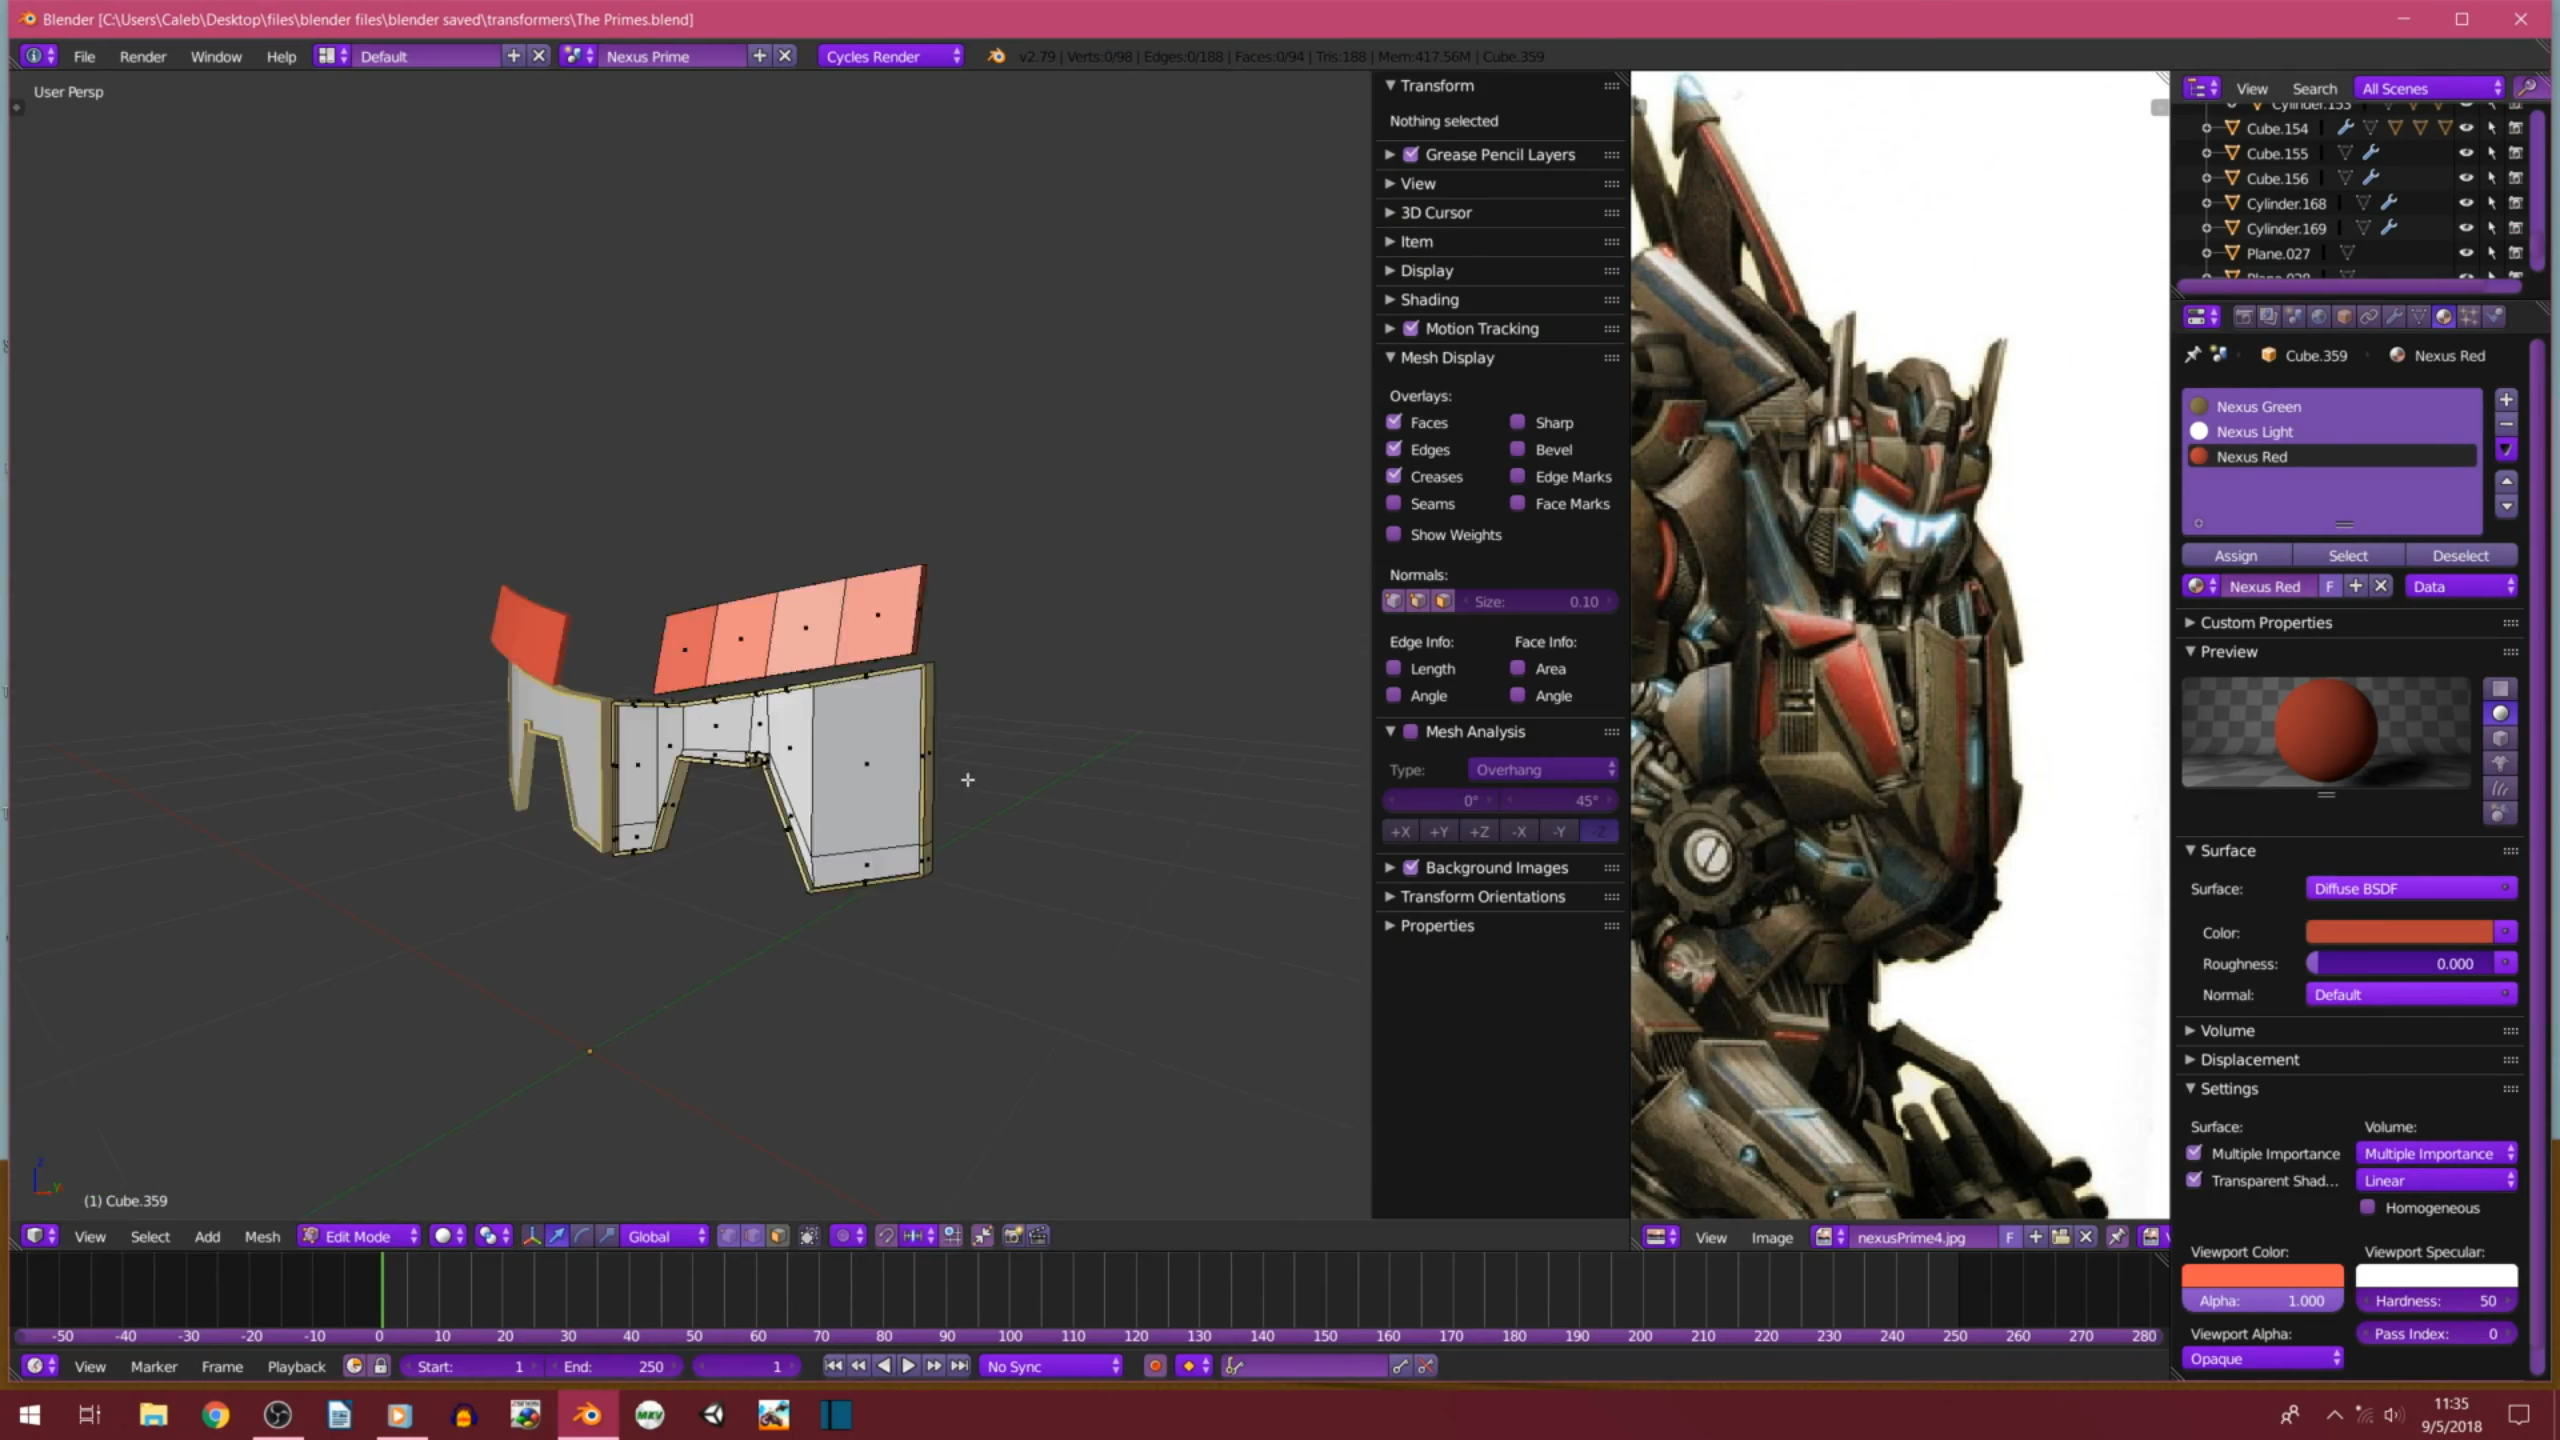 Blender [C:\Users\Caleb\Desktop\files\blender files\blender saved\transformers\The Primes.blend]
File Render Window Help Default Nexus Prime Cycles Render v2.79 | Verts:0/98 | Edges:0/188 | Faces:0/94 | Tris:188 | Mem:417.56M | Cube.359
User Persp
(1) Cube.359
View Select Add Mesh Edit Mode Global
Transform
Nothing selected
Grease Pencil Layers
View
3D Cursor
Item
Display
Shading
Motion Tracking
Mesh Display
Overlays:
Faces Sharp
Edges Bevel
Creases Edge Marks
Seams Face Marks
Show Weights
Normals:
Size: 0.10
Edge Info: Face Info:
Length Area
Angle Angle
Mesh Analysis
Type: Overhang
0° 45°
+X +Y +Z -X -Y -Z
Background Images
Transform Orientations
Properties
View Image nexusPrime4.jpg F
View Search All Scenes
Cylinder.153
Cube.154
Cube.155
Cube.156
Cylinder.168
Cylinder.169
Plane.027
Plane.028
Cube.359 Nexus Red
Nexus Green
Nexus Light
Nexus Red
Assign Select Deselect
Nexus Red F Data
Custom Properties
Preview
Surface
Surface: Diffuse BSDF
Color:
Roughness: 0.000
Normal: Default
Volume
Displacement
Settings
Surface: Volume:
Multiple Importance Multiple Importance
Transparent Shad... Linear
Homogeneous
Viewport Color: Viewport Specular:
Alpha: 1.000 Hardness: 50
Viewport Alpha: Pass Index: 0
Opaque
-50 -40 -30 -20 -10 0 10 20 30 40 50 60 70 80 90 100 110 120 130 140 150 160 170 180 190 200 210 220 230 240 250 260 270 280
View Marker Frame Playback Start: 1 End: 250 1 No Sync
MKV
11:35
9/5/2018